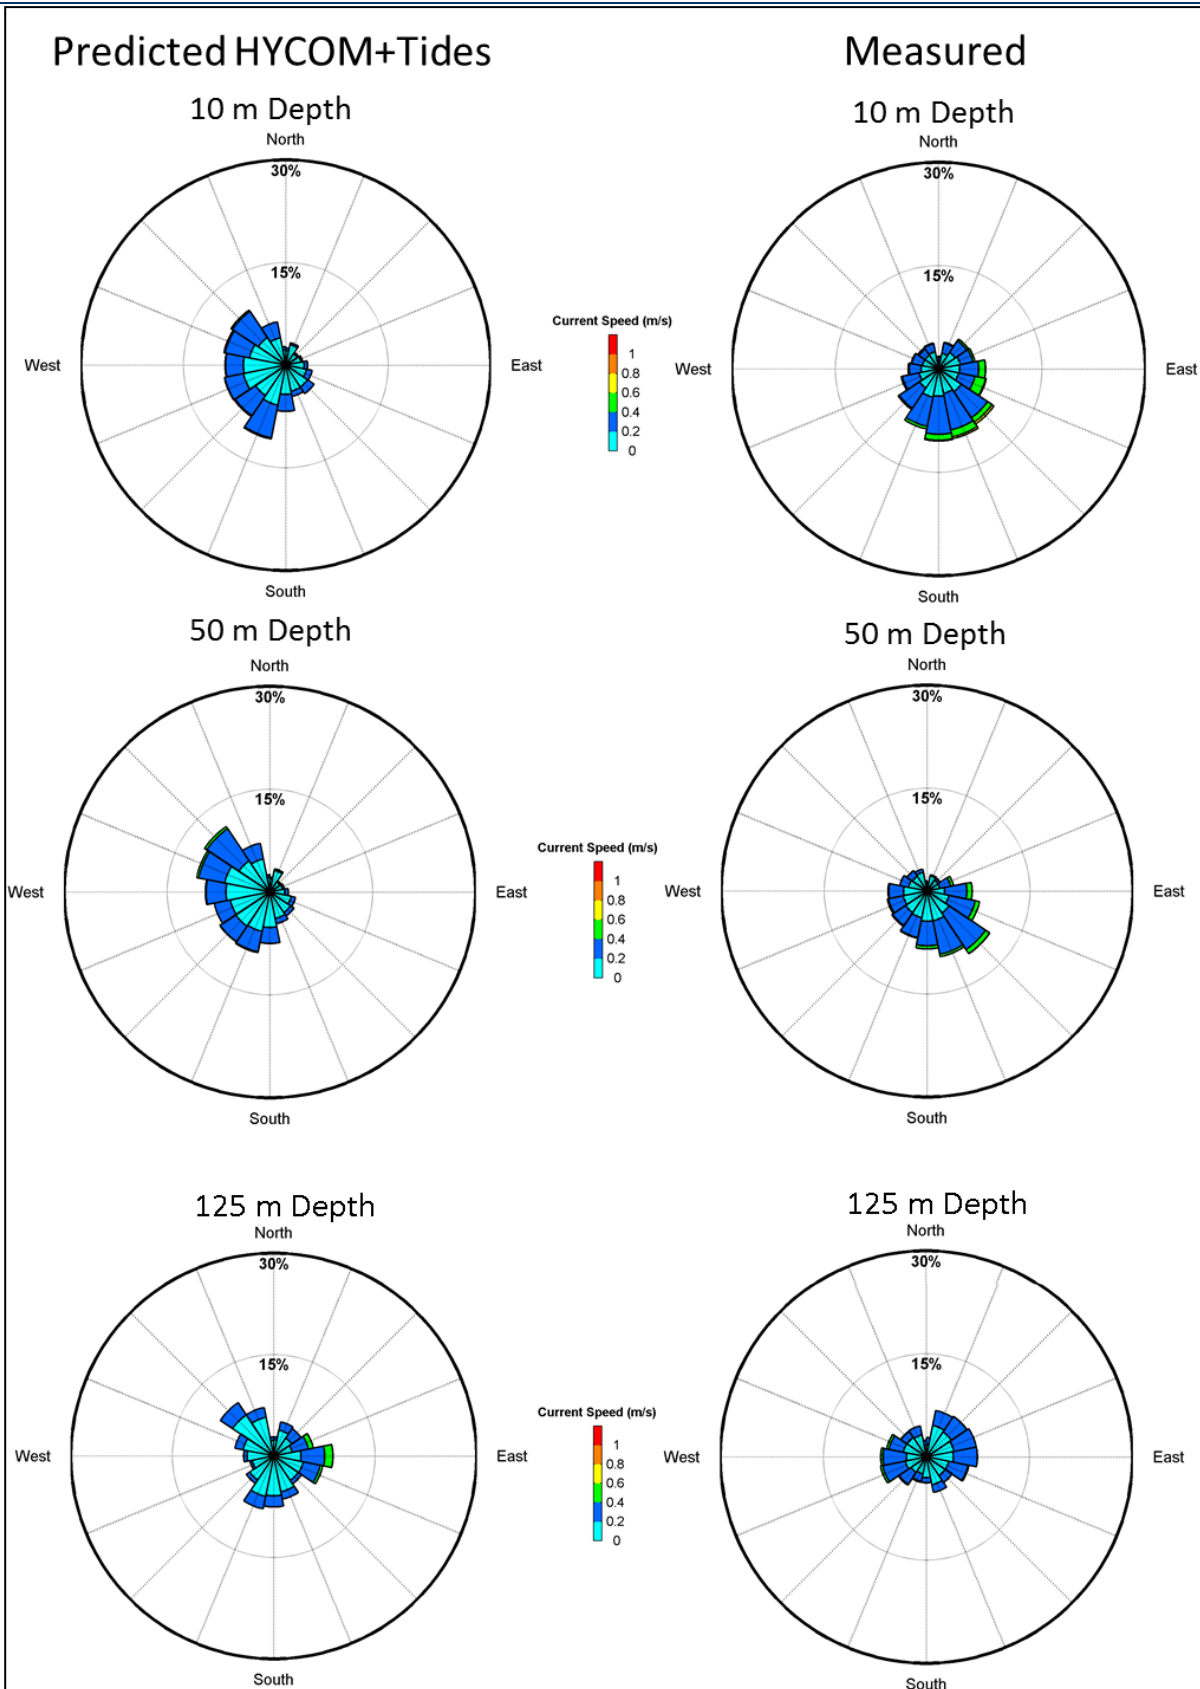 Predicted HYCOM+Tides
Measured
10 m Depth
North
30%
15%
West
East
South
Current Speed (m/s)
1
0.8
0.6
0.4
0.2
0
10 m Depth
North
30%
15%
West
East
South
50 m Depth
North
30%
15%
West
East
South
Current Speed (m/s)
1
0.8
0.6
0.4
0.2
0
50 m Depth
North
30%
15%
West
East
South
125 m Depth
North
30%
15%
West
East
South
Current Speed (m/s)
1
0.8
0.6
0.4
0.2
0
125 m Depth
North
30%
15%
West
East
South